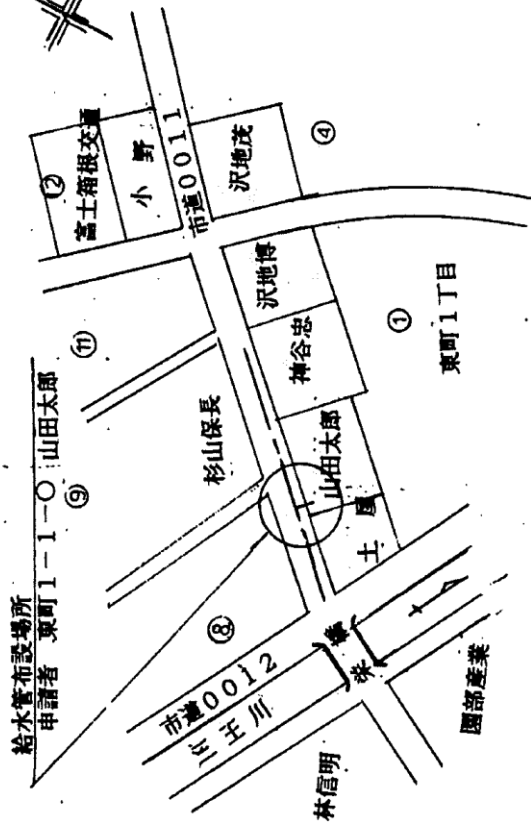 給水管布設場所
申請者 東町1-1-○ 山田太郎
⑫
富士箱根交通
小野
市道0011
沢地茂
④
⑪
沢地博
神谷忠
①
東町1丁目
杉山保長
⑨
山田太郎
風土
⑧
市道0012
三王川
栄橋
林信明
園部産業